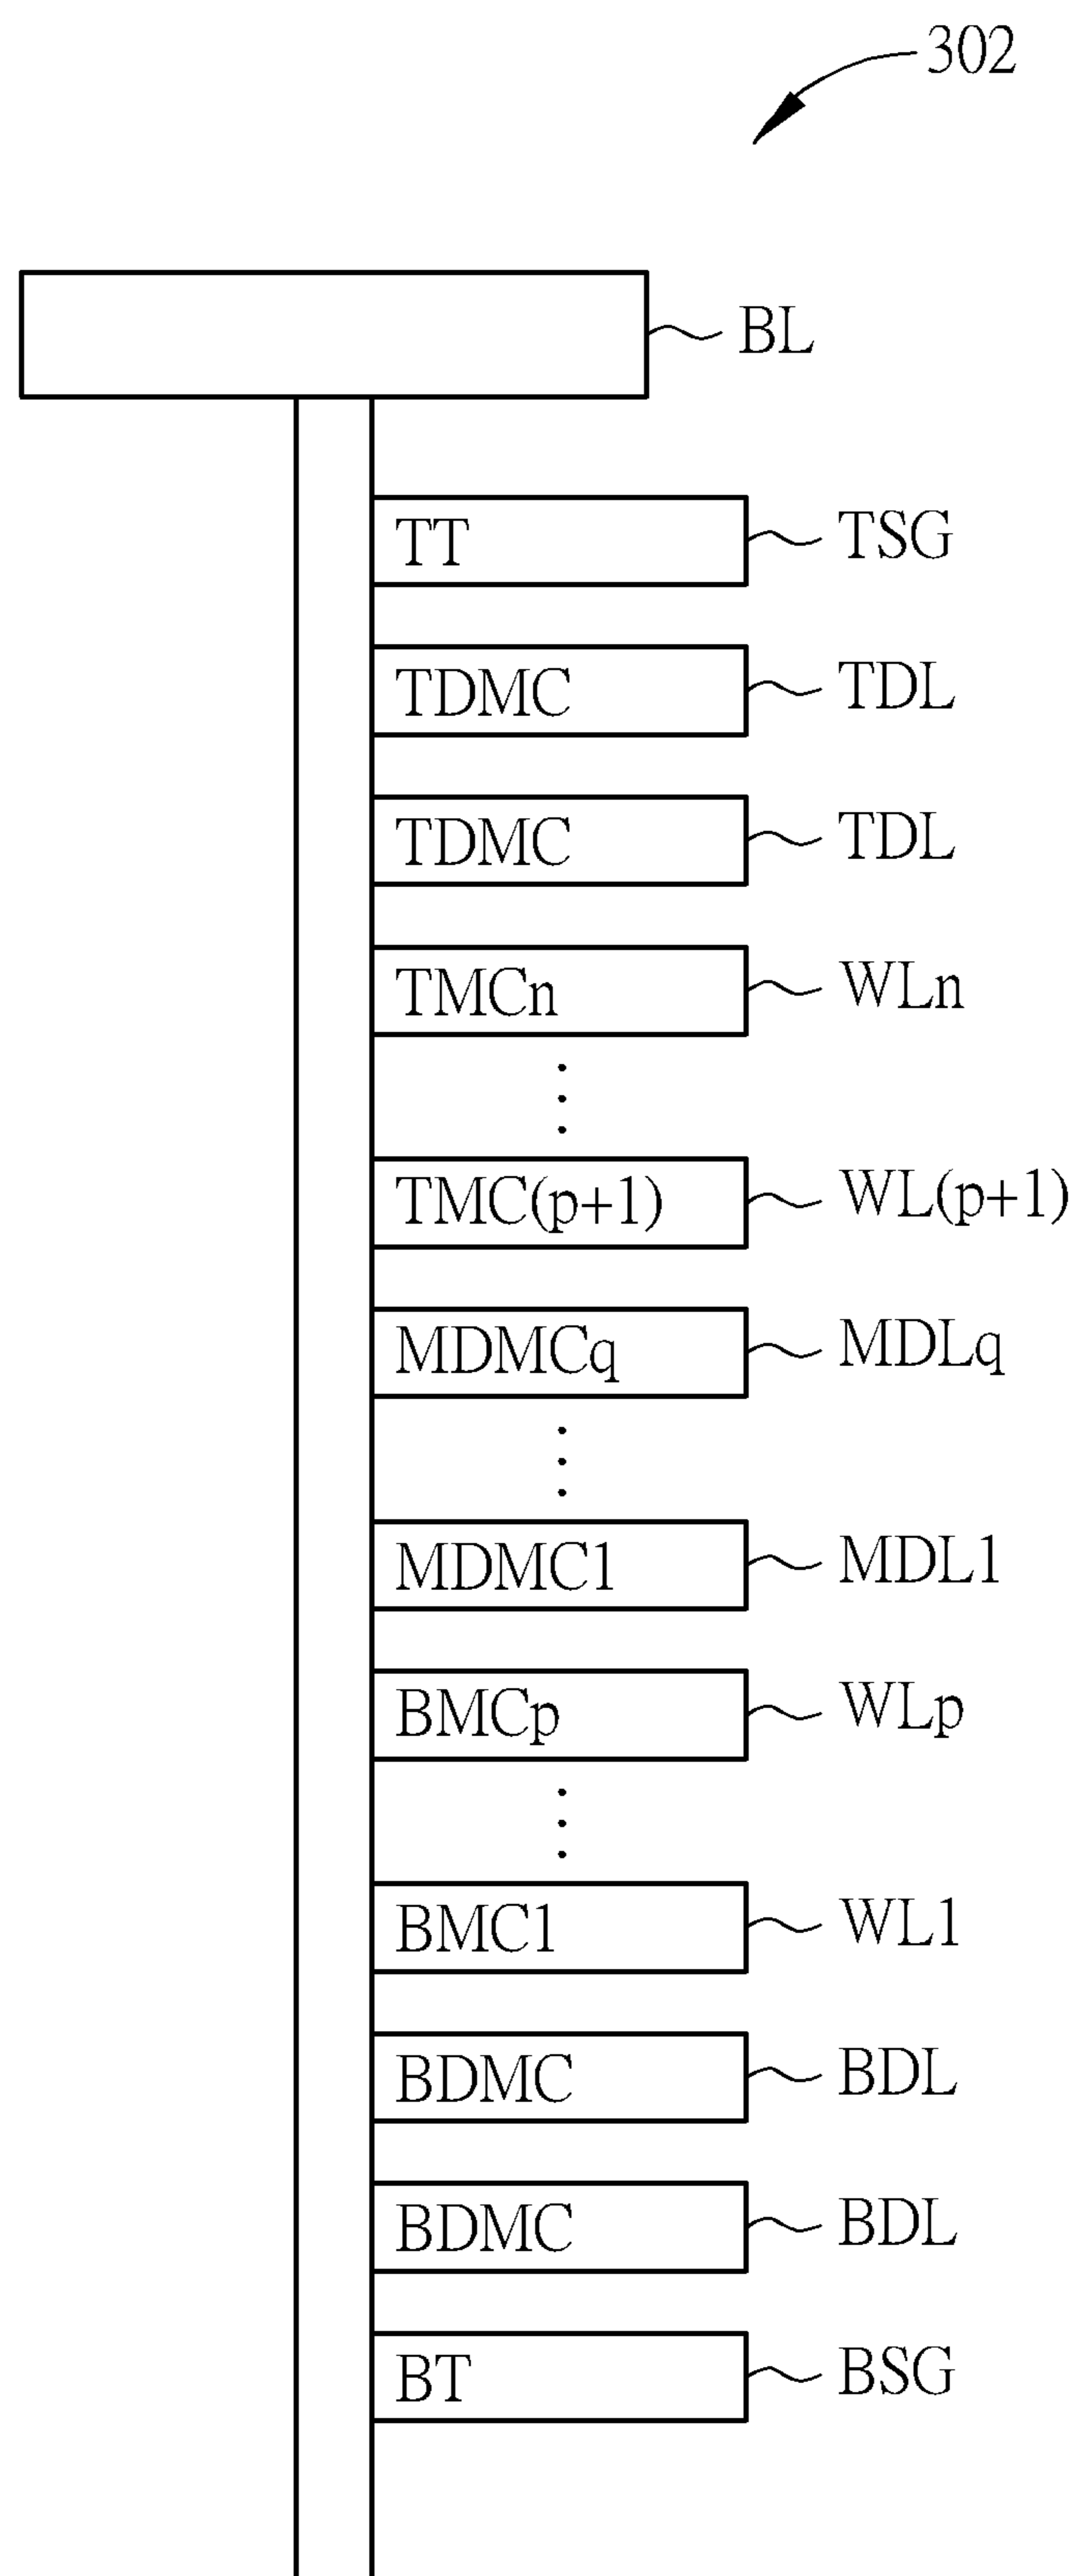 302
BL
TT TSG
TDMC TDL
TDMC TDL
TMCn WLn
TMC(p+1) WL(p+1)
MDMCq MDLq
MDMC1 MDL1
BMCp WLp
BMC1 WL1
BDMC BDL
BDMC BDL
BT BSG